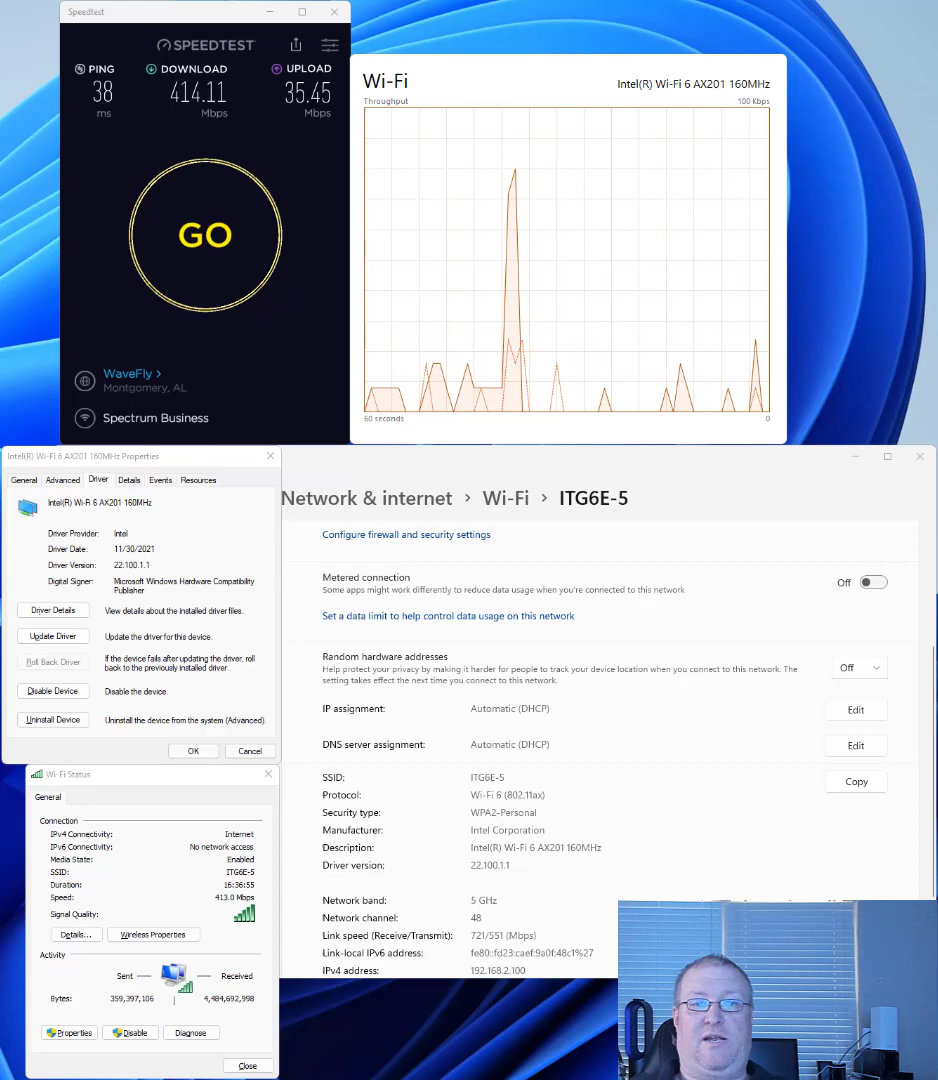 Speedtest
SPEEDTEST
PING DOWNLOAD UPLOAD
38 414.11 35.45
ms Mbps Mbps
GO
WaveFly >
Montgomery, AL
Spectrum Business
Wi-Fi Intel(R) Wi-Fi 6 AX201 160MHz
Throughput 100 Kbps
60 seconds 0
Intel(R) Wi-Fi 6 AX201 160MHz Properties
General Advanced Driver Details Events Resources
Intel(R) Wi-Fi 6 AX201 160MHz
Driver Provider: Intel
Driver Date: 11/30/2021
Driver Version: 22.100.1.1
Digital Signer: Microsoft Windows Hardware Compatibility
Publisher
Driver Details View details about the installed driver files.
Update Driver Update the driver for this device.
Roll Back Driver If the device fails after updating the driver, roll
back to the previously installed driver.
Disable Device Disable the device.
Uninstall Device Uninstall the device from the system (Advanced).
OK Cancel
Network & internet > Wi-Fi > ITG6E-5
Configure firewall and security settings
Metered connection
Some apps might work differently to reduce data usage when you're connected to this network
Off
Set a data limit to help control data usage on this network
Random hardware addresses
Help protect your privacy by making it harder for people to track your device location when you connect to this network. The
setting takes effect the next time you connect to this network.
Off
IP assignment: Automatic (DHCP) Edit
DNS server assignment: Automatic (DHCP) Edit
SSID: ITG6E-5 Copy
Protocol: Wi-Fi 6 (802.11ax)
Security type: WPA2-Personal
Manufacturer: Intel Corporation
Description: Intel(R) Wi-Fi 6 AX201 160MHz
Driver version: 22.100.1.1
Network band: 5 GHz
Network channel: 48
Link speed (Receive/Transmit): 721/551 (Mbps)
Link-local IPv6 address: fe80::fd23:caef:9a0f:48c1%27
IPv4 address: 192.168.2.100
Wi-Fi Status
General
Connection
IPv4 Connectivity: Internet
IPv6 Connectivity: No network access
Media State: Enabled
SSID: ITG6E-5
Duration: 16:36:55
Speed: 413.0 Mbps
Signal Quality:
Details... Wireless Properties
Activity
Sent Received
Bytes: 359,397,106 4,484,692,998
Properties Disable Diagnose
Close